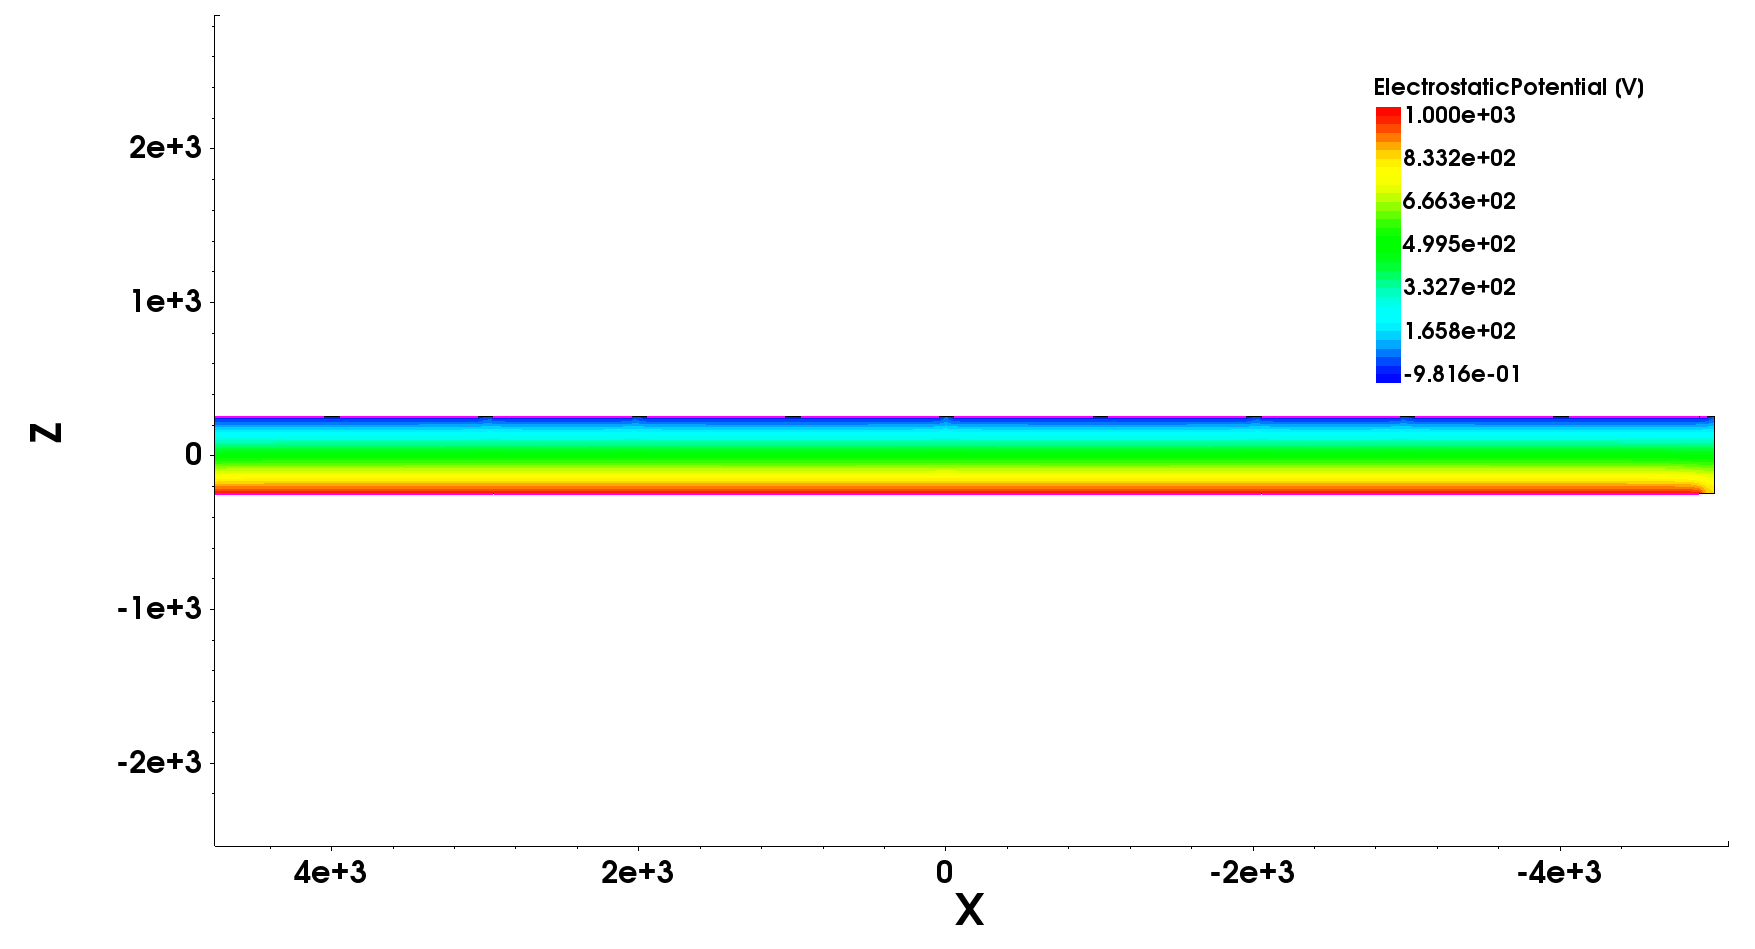 ElectrostaticPotential (V)
1.000e+03
8.332e+02
6.663e+02
4.995e+02
3.327e+02
1.658e+02
-9.816e-01
2e+3
1e+3
0
-1e+3
-2e+3
Z
4e+3 2e+3 0 -2e+3 -4e+3
X